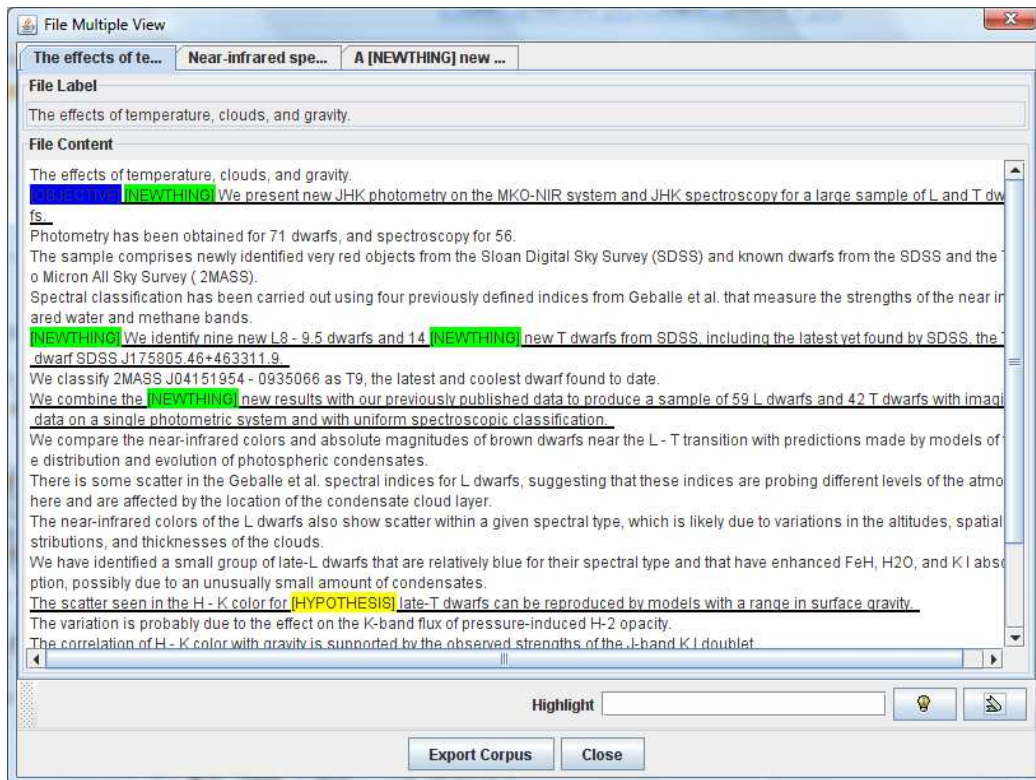 File Multiple View
The effects of te...
Near-infrared spe...
A [NEWTHING] new ...
File Label
The effects of temperature, clouds, and gravity.
File Content
The effects of temperature, clouds, and gravity.
[OBJECTIVE] [NEWTHING] We present new JHK photometry on the MKO-NIR system and JHK spectroscopy for a large sample of L and T dw
fs.
Photometry has been obtained for 71 dwarfs, and spectroscopy for 56.
The sample comprises newly identified very red objects from the Sloan Digital Sky Survey (SDSS) and known dwarfs from the SDSS and the T
o Micron All Sky Survey ( 2MASS).
Spectral classification has been carried out using four previously defined indices from Geballe et al. that measure the strengths of the near in
ared water and methane bands.
[NEWTHING] We identify nine new L8 - 9.5 dwarfs and 14 [NEWTHING] new T dwarfs from SDSS, including the latest yet found by SDSS, the T
dwarf SDSS J175805.46+463311.9.
We classify 2MASS J04151954 - 0935066 as T9, the latest and coolest dwarf found to date.
We combine the [NEWTHING] new results with our previously published data to produce a sample of 59 L dwarfs and 42 T dwarfs with imagi
data on a single photometric system and with uniform spectroscopic classification.
We compare the near-infrared colors and absolute magnitudes of brown dwarfs near the L - T transition with predictions made by models of
e distribution and evolution of photospheric condensates.
There is some scatter in the Geballe et al. spectral indices for L dwarfs, suggesting that these indices are probing different levels of the atmo
here and are affected by the location of the condensate cloud layer.
The near-infrared colors of the L dwarfs also show scatter within a given spectral type, which is likely due to variations in the altitudes, spatial
stributions, and thicknesses of the clouds.
We have identified a small group of late-L dwarfs that are relatively blue for their spectral type and that have enhanced FeH, H2O, and K I abso
ption, possibly due to an unusually small amount of condensates.
The scatter seen in the H - K color for [HYPOTHESIS] late-T dwarfs can be reproduced by models with a range in surface gravity.
The variation is probably due to the effect on the K-band flux of pressure-induced H-2 opacity.
The correlation of H - K color with gravity is supported by the observed strengths of the J-band K I doublet
Highlight
Export Corpus
Close